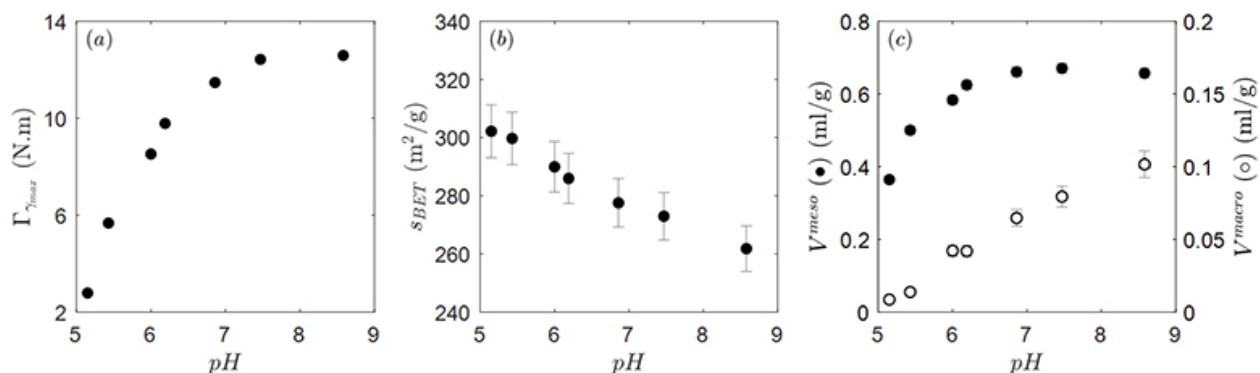 (a)
Γγmax (N.m)
14
10
6
2
5 6 7 8 9
pH
(b)
sBET (m²/g)
340
320
300
280
260
240
5 6 7 8 9
pH
(c)
Vmeso (●) (ml/g)
0.8
0.6
0.4
0.2
0
5 6 7 8 9
pH
0.2
0.15
0.1
0.05
0
Vmacro (○) (ml/g)